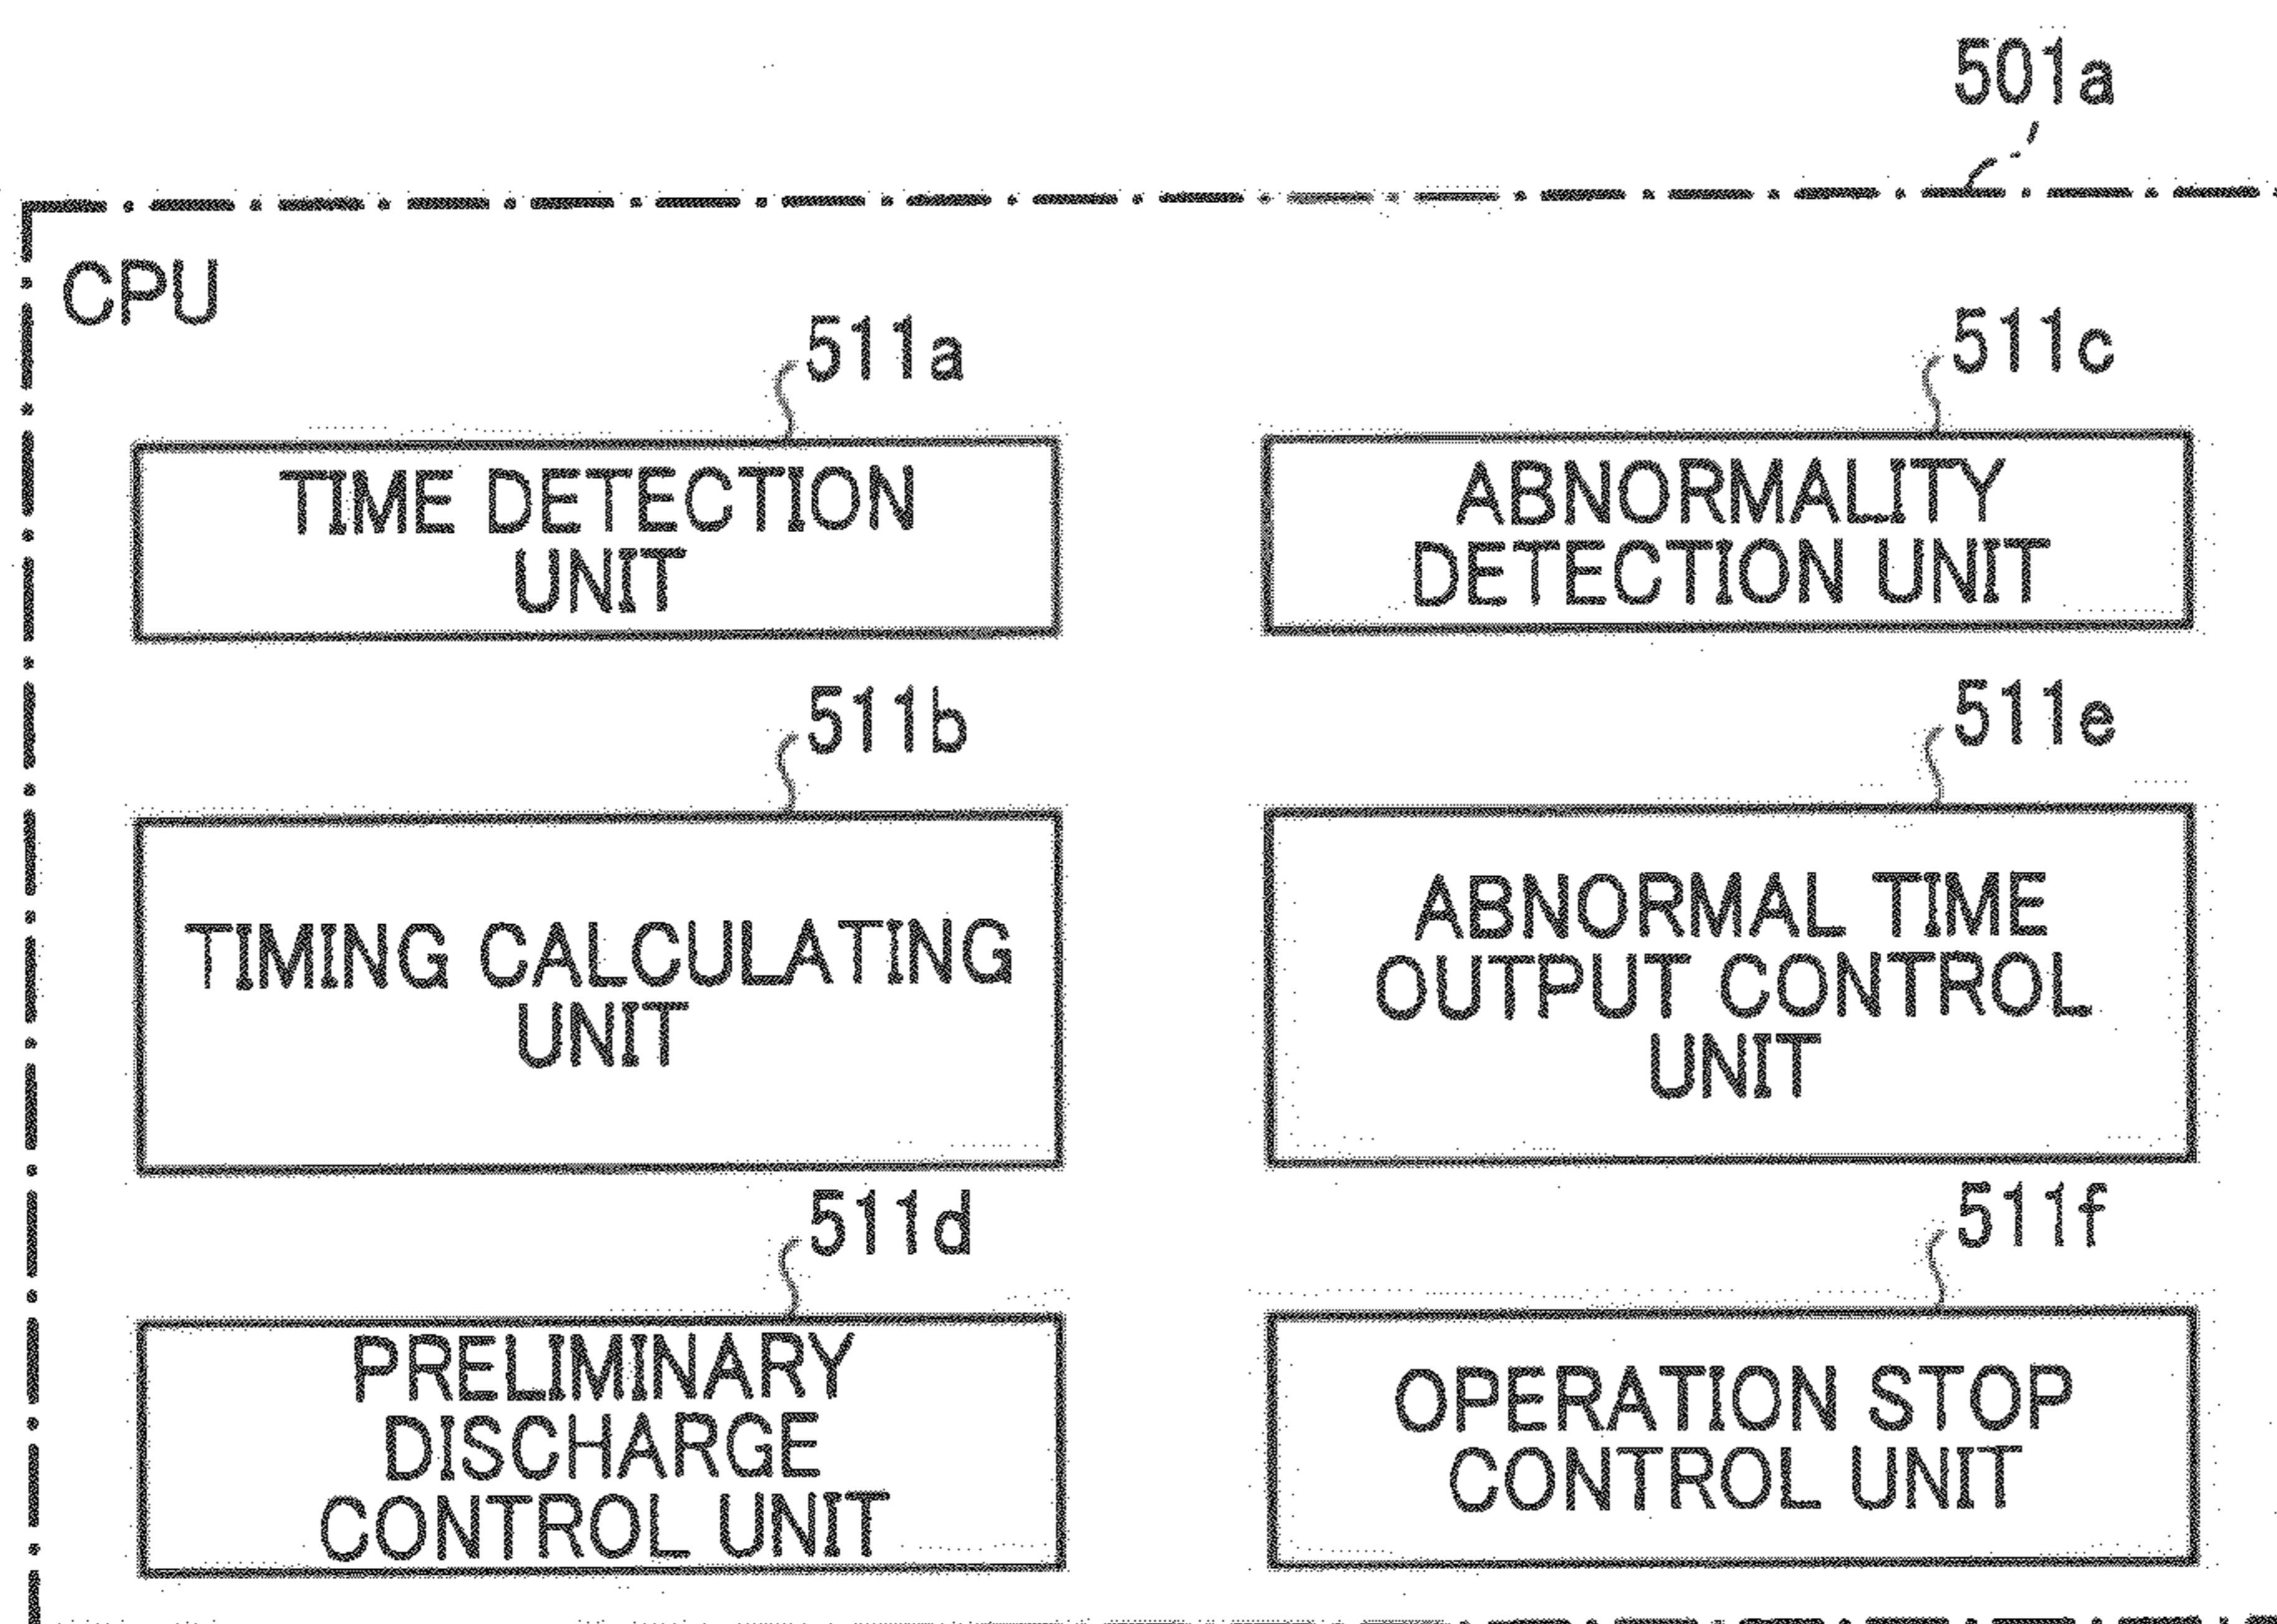 501a
CPU
511a
TIME DETECTION
UNIT
511c
ABNORMALITY
DETECTION UNIT
511b
TIMING CALCULATING
UNIT
511e
ABNORMAL TIME
OUTPUT CONTROL
UNIT
511d
PRELIMINARY
DISCHARGE
CONTROL UNIT
511f
OPERATION STOP
CONTROL UNIT